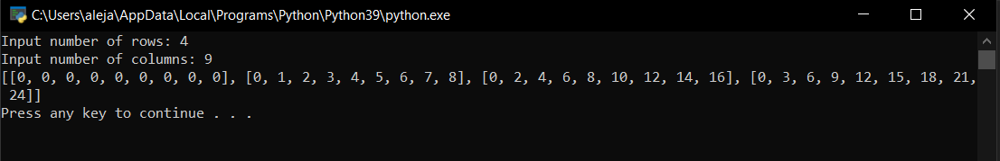 C:\Users\aleja\AppData\Local\Programs\Python\Python39\python.exe
Input number of rows: 4
Input number of columns: 9
[[0, 0, 0, 0, 0, 0, 0, 0, 0], [0, 1, 2, 3, 4, 5, 6, 7, 8], [0, 2, 4, 6, 8, 10, 12, 14, 16], [0, 3, 6, 9, 12, 15, 18, 21,
 24]]
Press any key to continue . . .